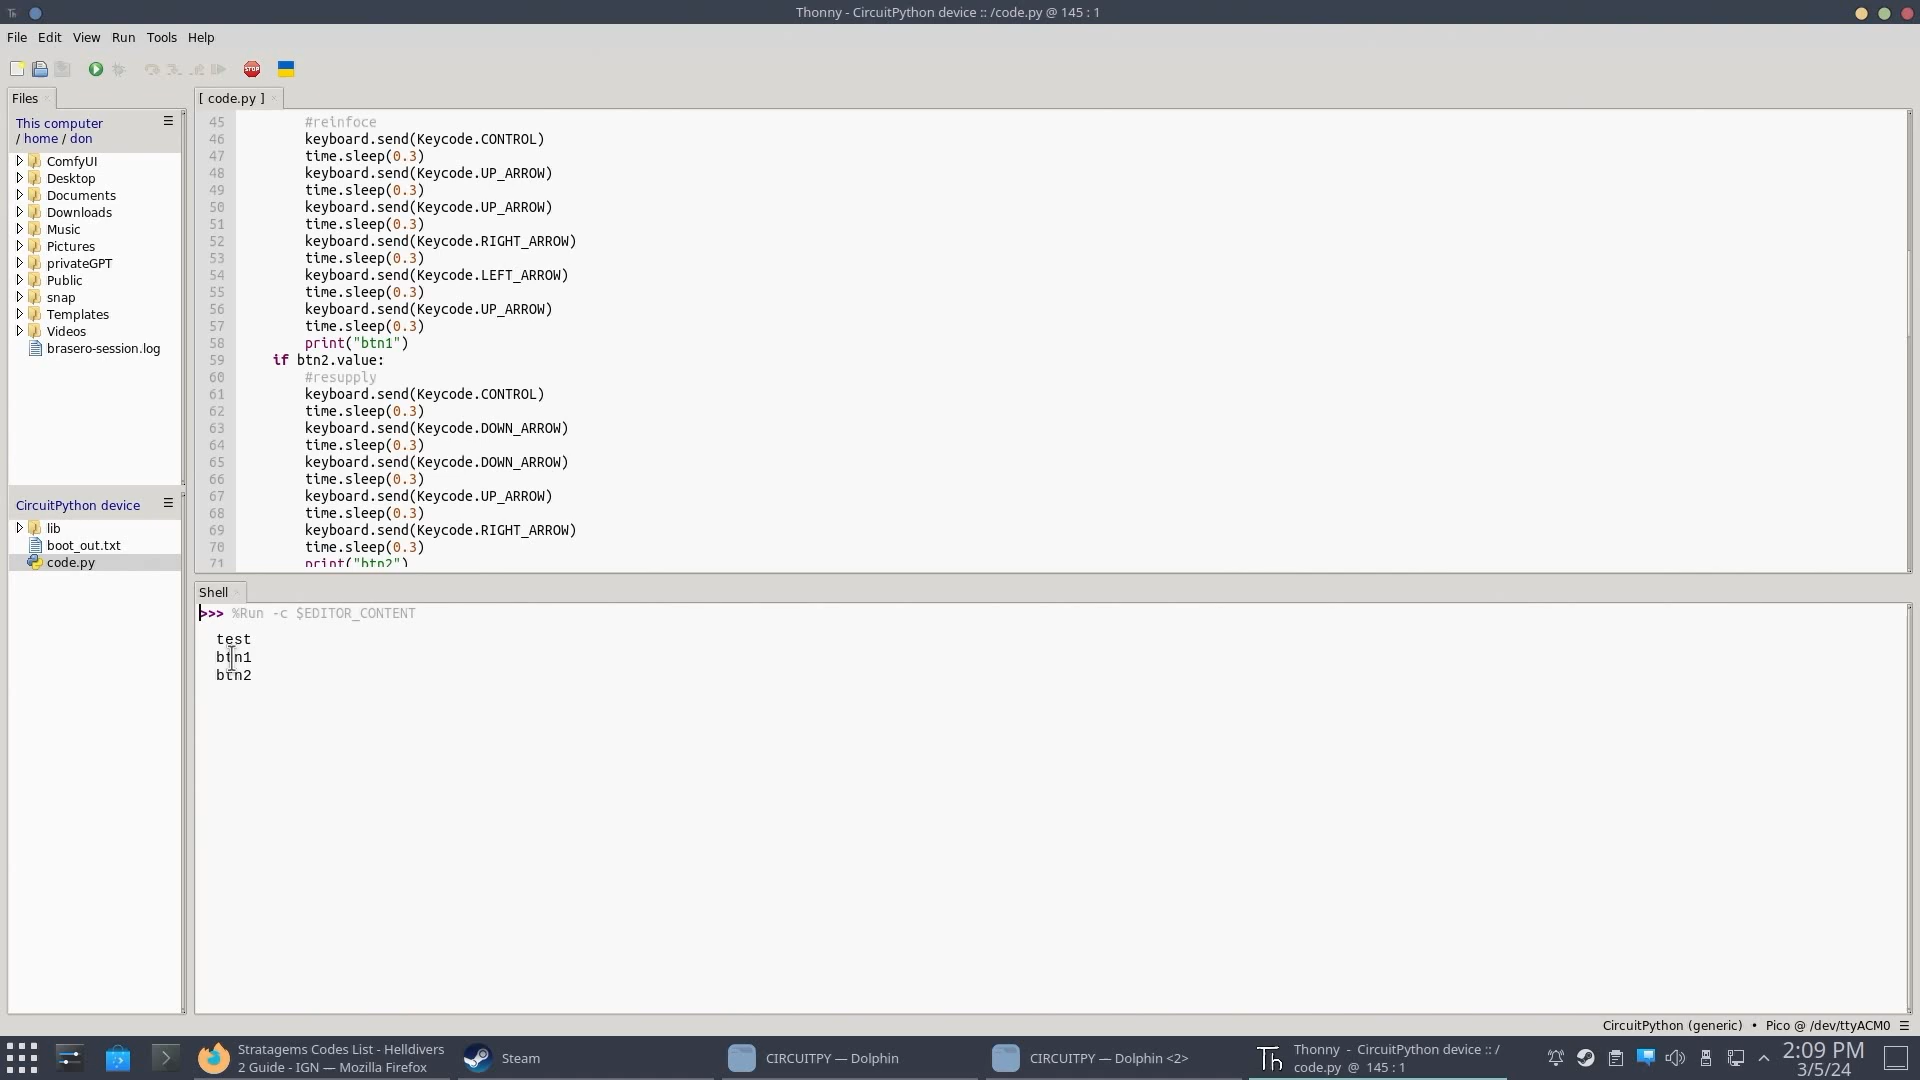 Thonny - CircuitPython device :: /code.py @ 145 : 1
File Edit View Run Tools Help
STOP
Files
[ code.py ]
This computer
/ home / don
ComfyUI
Desktop
Documents
Downloads
Music
Pictures
privateGPT
Public
snap
Templates
Videos
brasero-session.log
CircuitPython device
lib
boot_out.txt
code.py
45 #reinfoce
46 keyboard.send(Keycode.CONTROL)
47 time.sleep(0.3)
48 keyboard.send(Keycode.UP_ARROW)
49 time.sleep(0.3)
50 keyboard.send(Keycode.UP_ARROW)
51 time.sleep(0.3)
52 keyboard.send(Keycode.RIGHT_ARROW)
53 time.sleep(0.3)
54 keyboard.send(Keycode.LEFT_ARROW)
55 time.sleep(0.3)
56 keyboard.send(Keycode.UP_ARROW)
57 time.sleep(0.3)
58 print("btn1")
59 if btn2.value:
60 #resupply
61 keyboard.send(Keycode.CONTROL)
62 time.sleep(0.3)
63 keyboard.send(Keycode.DOWN_ARROW)
64 time.sleep(0.3)
65 keyboard.send(Keycode.DOWN_ARROW)
66 time.sleep(0.3)
67 keyboard.send(Keycode.UP_ARROW)
68 time.sleep(0.3)
69 keyboard.send(Keycode.RIGHT_ARROW)
70 time.sleep(0.3)
71 print("btn2")
Shell
>>> %Run -c $EDITOR_CONTENT
test
btn1
btn2
CircuitPython (generic) • Pico @ /dev/ttyACM0 ☰
Stratagems Codes List - Helldivers
2 Guide - IGN — Mozilla Firefox
Steam
CIRCUITPY — Dolphin
CIRCUITPY — Dolphin <2>
Th
Thonny - CircuitPython device :: /
code.py @ 145 : 1
2:09 PM
3/5/24